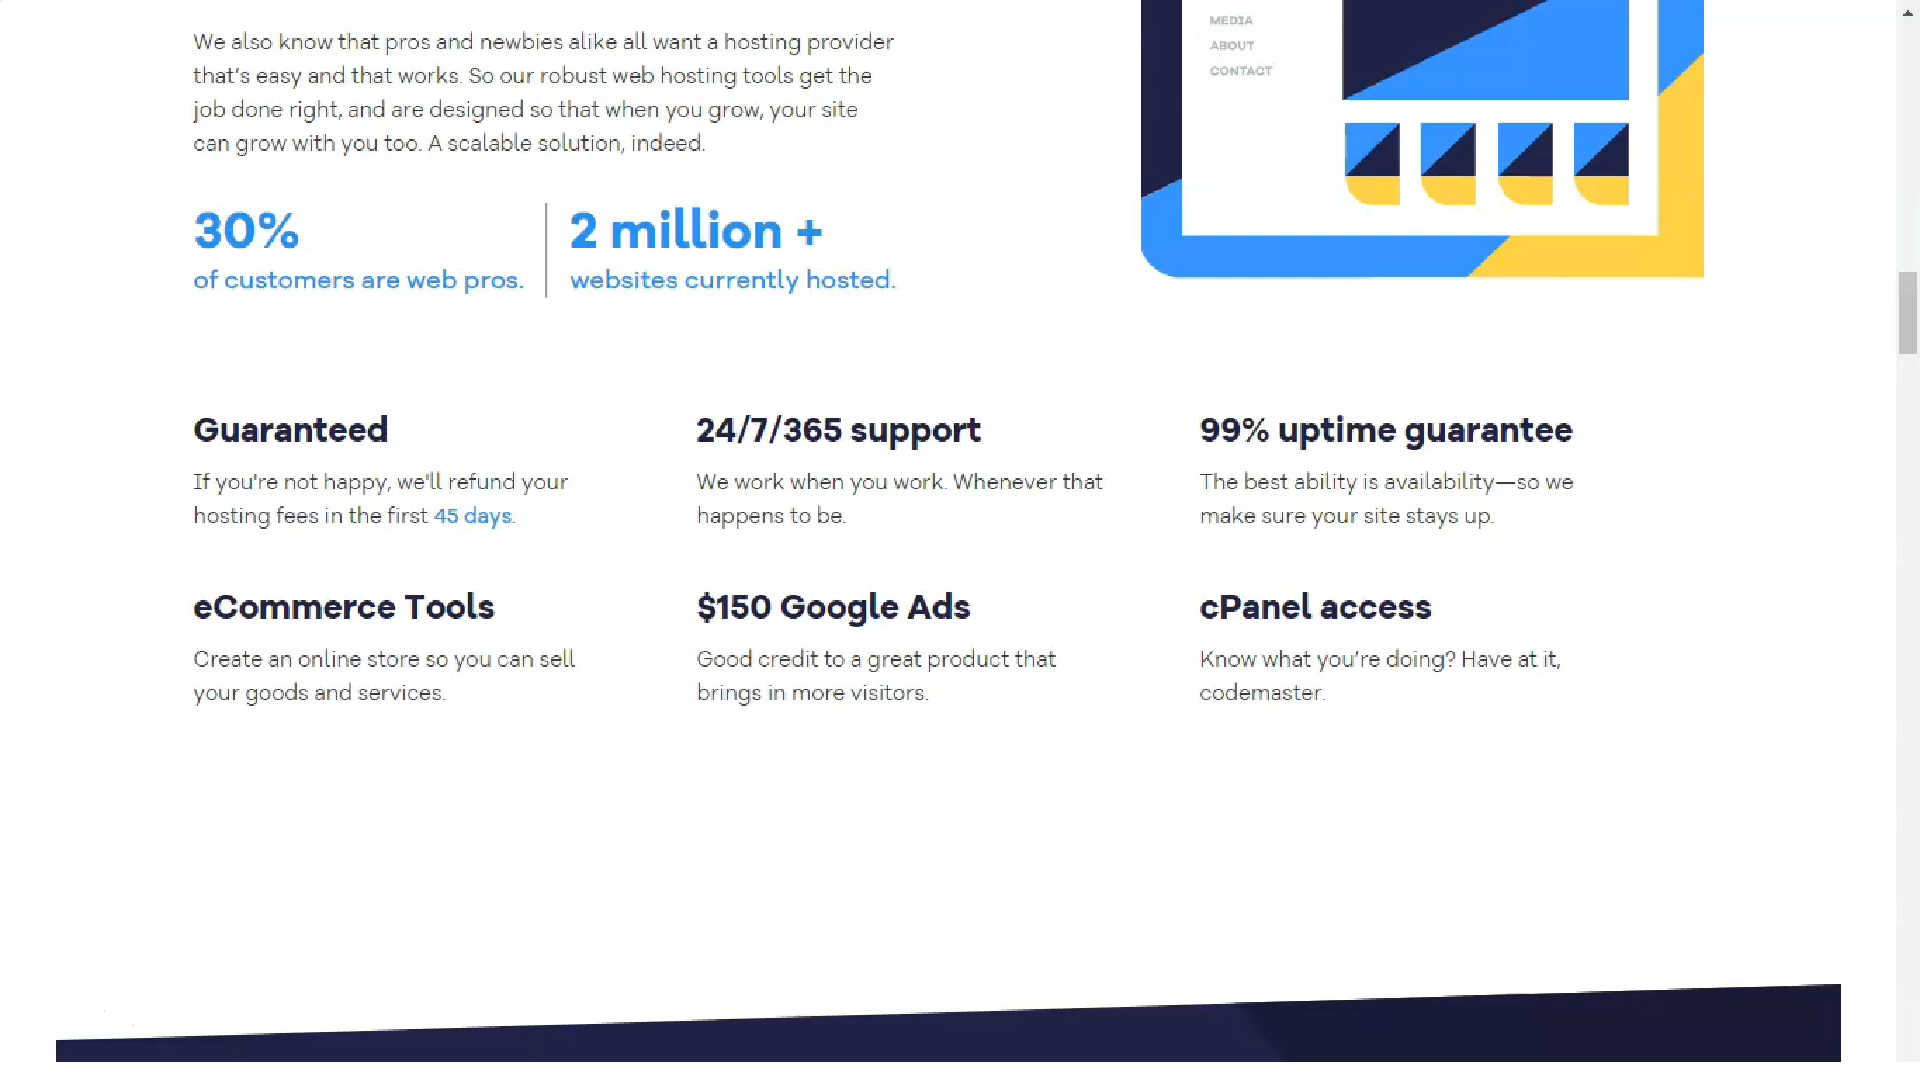 We also know that pros and newbies alike all want a hosting provider
that's easy and that works. So our robust web hosting tools get the
job done right, and are designed so that when you grow, your site
can grow with you too. A scalable solution, indeed.
MEDIA
ABOUT
CONTACT
30%
of customers are web pros.
2 million +
websites currently hosted.
Guaranteed
If you're not happy, we'll refund your
hosting fees in the first 45 days.
24/7/365 support
We work when you work. Whenever that
happens to be.
99% uptime guarantee
The best ability is availability—so we
make sure your site stays up.
eCommerce Tools
Create an online store so you can sell
your goods and services.
$150 Google Ads
Good credit to a great product that
brings in more visitors.
cPanel access
Know what you’re doing? Have at it,
codemaster.